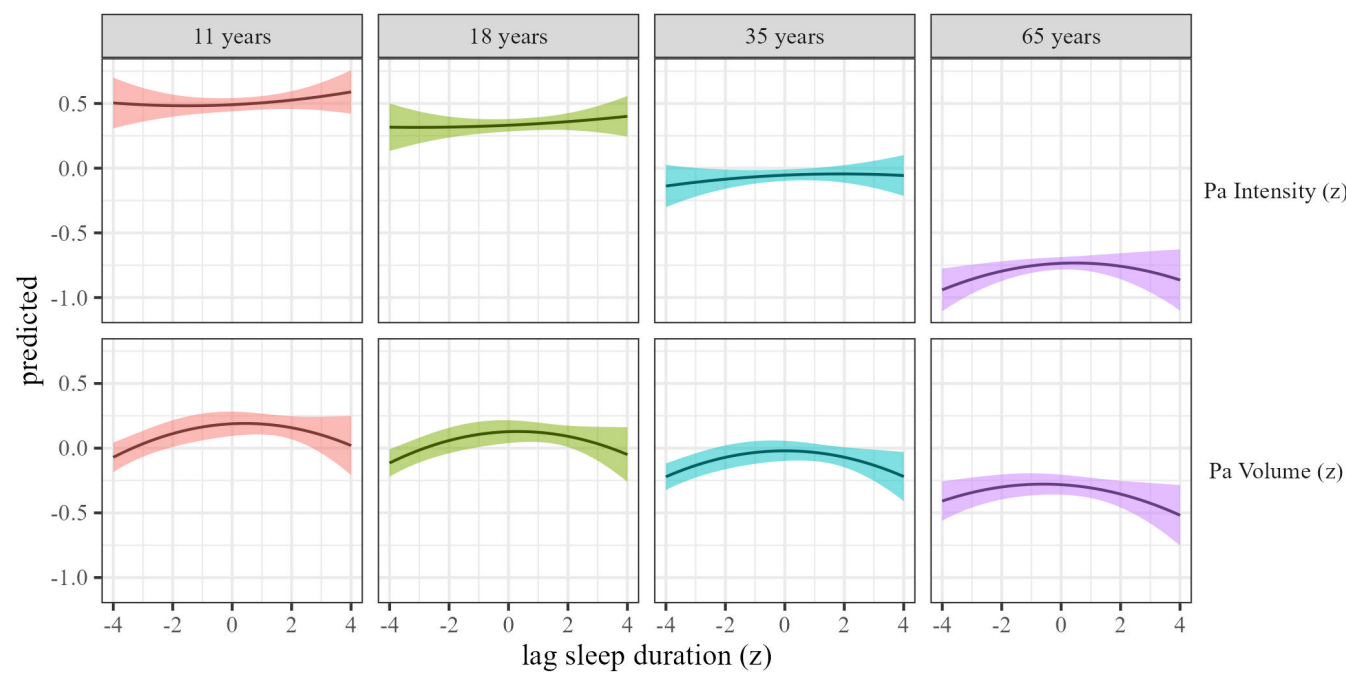 11 years 18 years 35 years 65 years
0.5
0.0
-0.5
-1.0
Pa Intensity (z)
predicted
0.5
0.0
-0.5
-1.0
Pa Volume (z)
-4 -2 0 2 4 -4 -2 0 2 4 -4 -2 0 2 4 -4 -2 0 2 4
lag sleep duration (z)